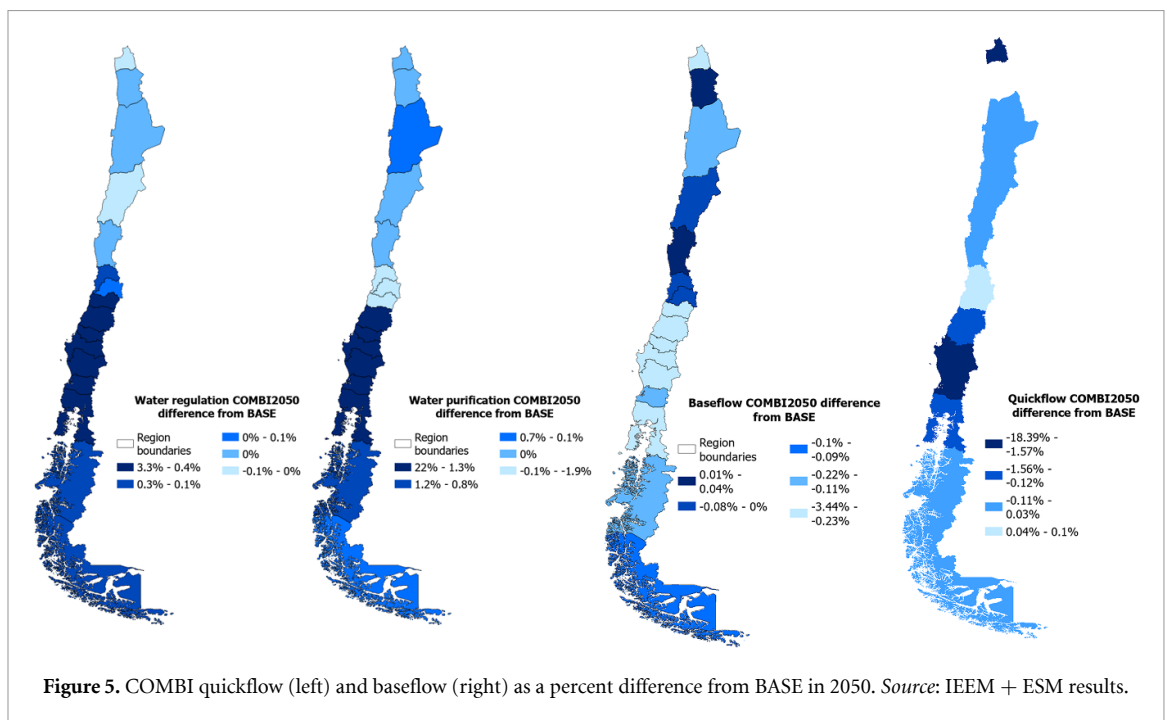 Water regulation COMBI2050
difference from BASE
Region
boundaries
3.3% - 0.4%
0.3% - 0.1%
0% - 0.1%
0%
-0.1% - 0%
Water purification COMBI2050
difference from BASE
Region
boundaries
22% - 1.3%
1.2% - 0.8%
0.7% - 0.1%
0%
-0.1% - -1.9%
Baseflow COMBI2050 difference
from BASE
Region
boundaries
0.01% -
0.04%
-0.08% - 0%
-0.1% -
-0.09%
-0.22% -
-0.11%
-3.44% -
-0.23%
Quickflow COMBI2050
difference from BASE
-18.39% -
-1.57%
-1.56% -
-0.12%
-0.11% -
0.03%
0.04% - 0.1%
Figure 5. COMBI quickflow (left) and baseflow (right) as a percent difference from BASE in 2050. Source: IEEM + ESM results.